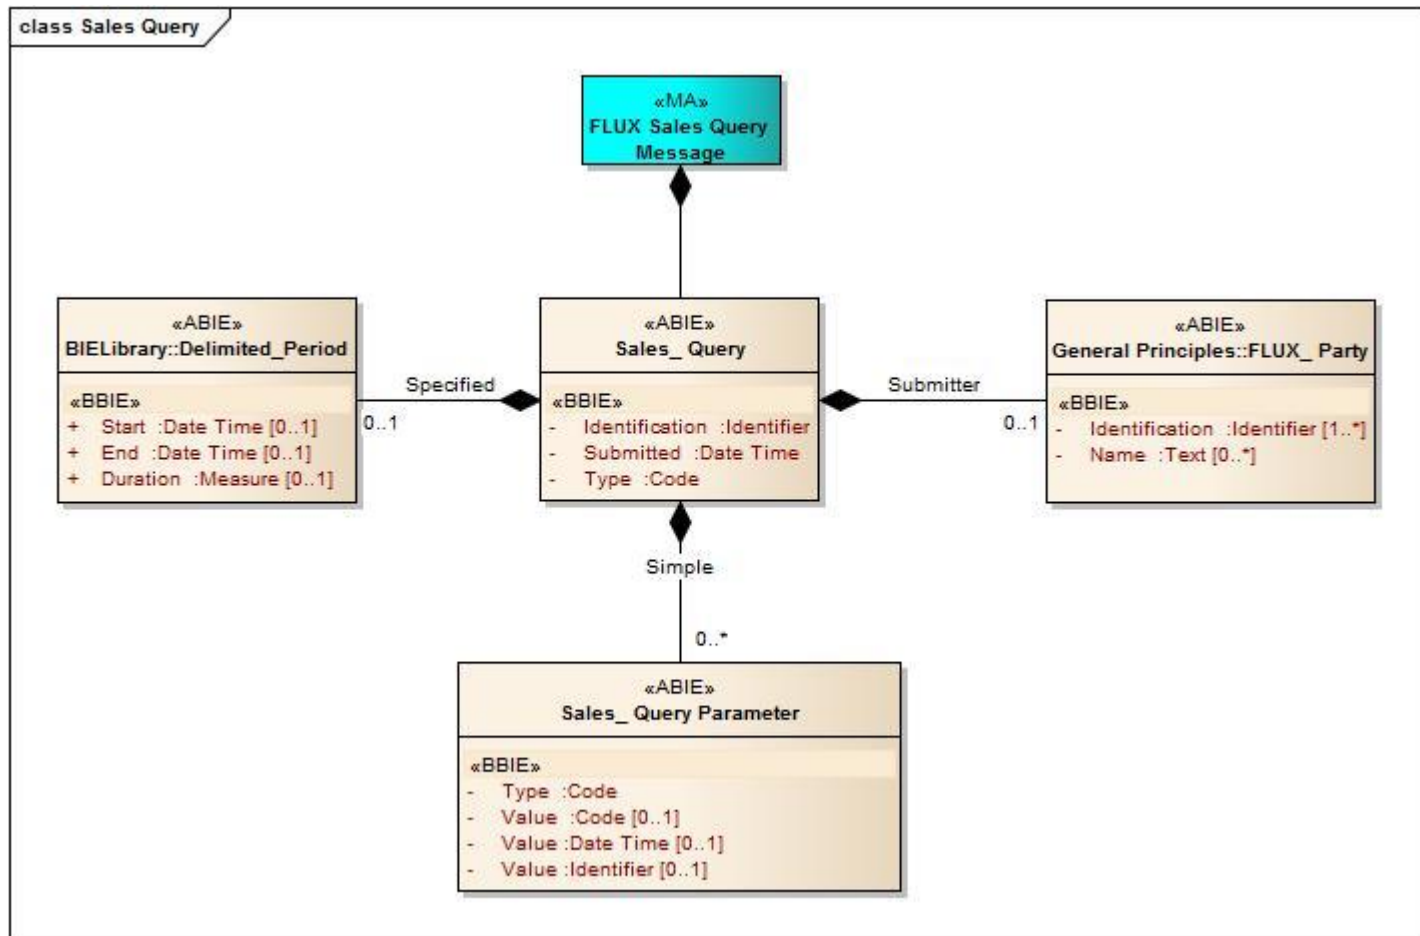 class Sales Query
«MA»
FLUX Sales Query
Message
«ABIE»
BIELibrary::Delimited_Period
«BBIE»
+ Start :Date Time [0..1]
+ End :Date Time [0..1]
+ Duration :Measure [0..1]
Specified
0..1
«ABIE»
Sales_ Query
«BBIE»
- Identification :Identifier
- Submitted :Date Time
- Type :Code
Submitter
0..1
«ABIE»
General Principles::FLUX_ Party
«BBIE»
- Identification :Identifier [1..*]
- Name :Text [0..*]
Simple
0..*
«ABIE»
Sales_ Query Parameter
«BBIE»
- Type :Code
- Value :Code [0..1]
- Value :Date Time [0..1]
- Value :Identifier [0..1]